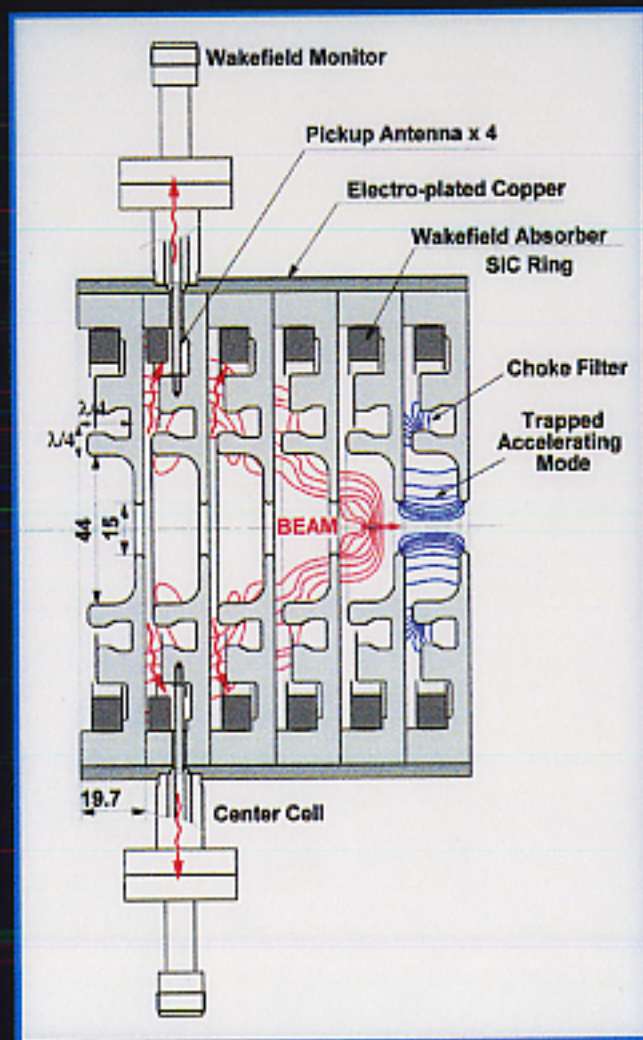 Wakefield Monitor
Pickup Antenna x 4
Electro-plated Copper
Wakefield Absorber
SiC Ring
Choke Filter
Trapped
Accelerating
Mode
λ/4
λ/4
44
15
BEAM
19.7
Center Cell